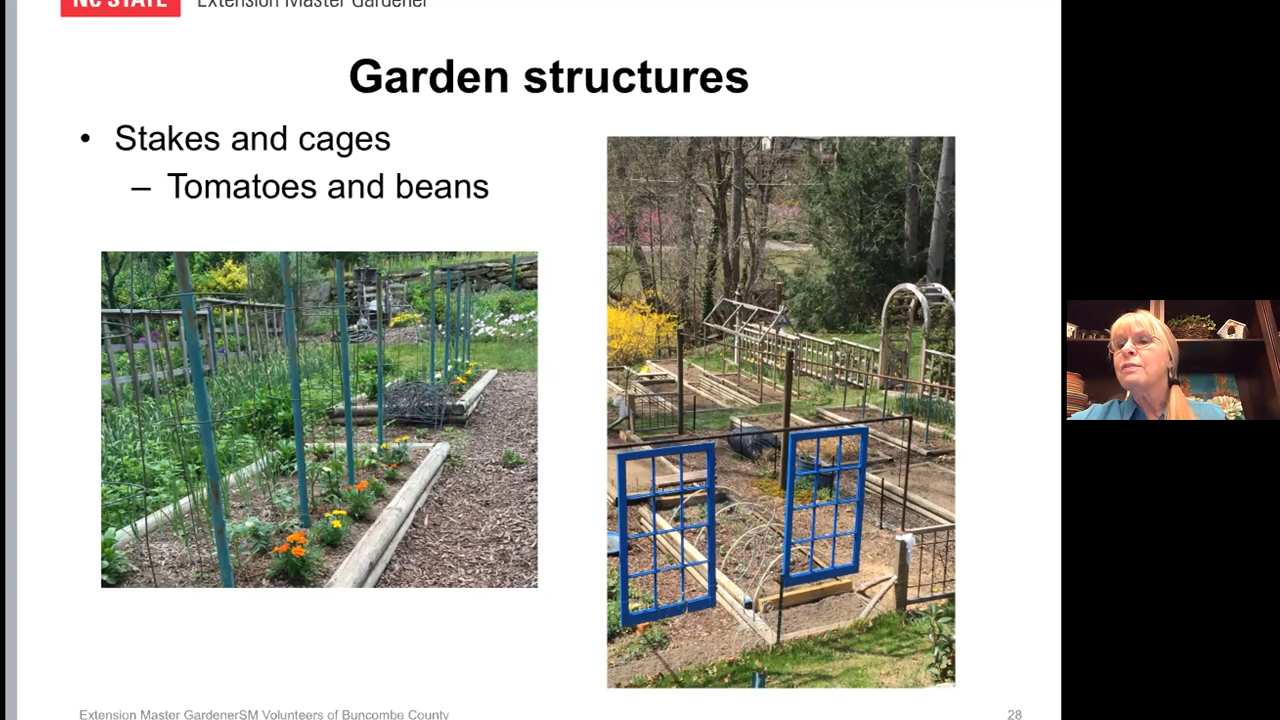 NC STATE Extension Master Gardener
Garden structures
• Stakes and cages
– Tomatoes and beans
Extension Master GardenerSM Volunteers of Buncombe County
28